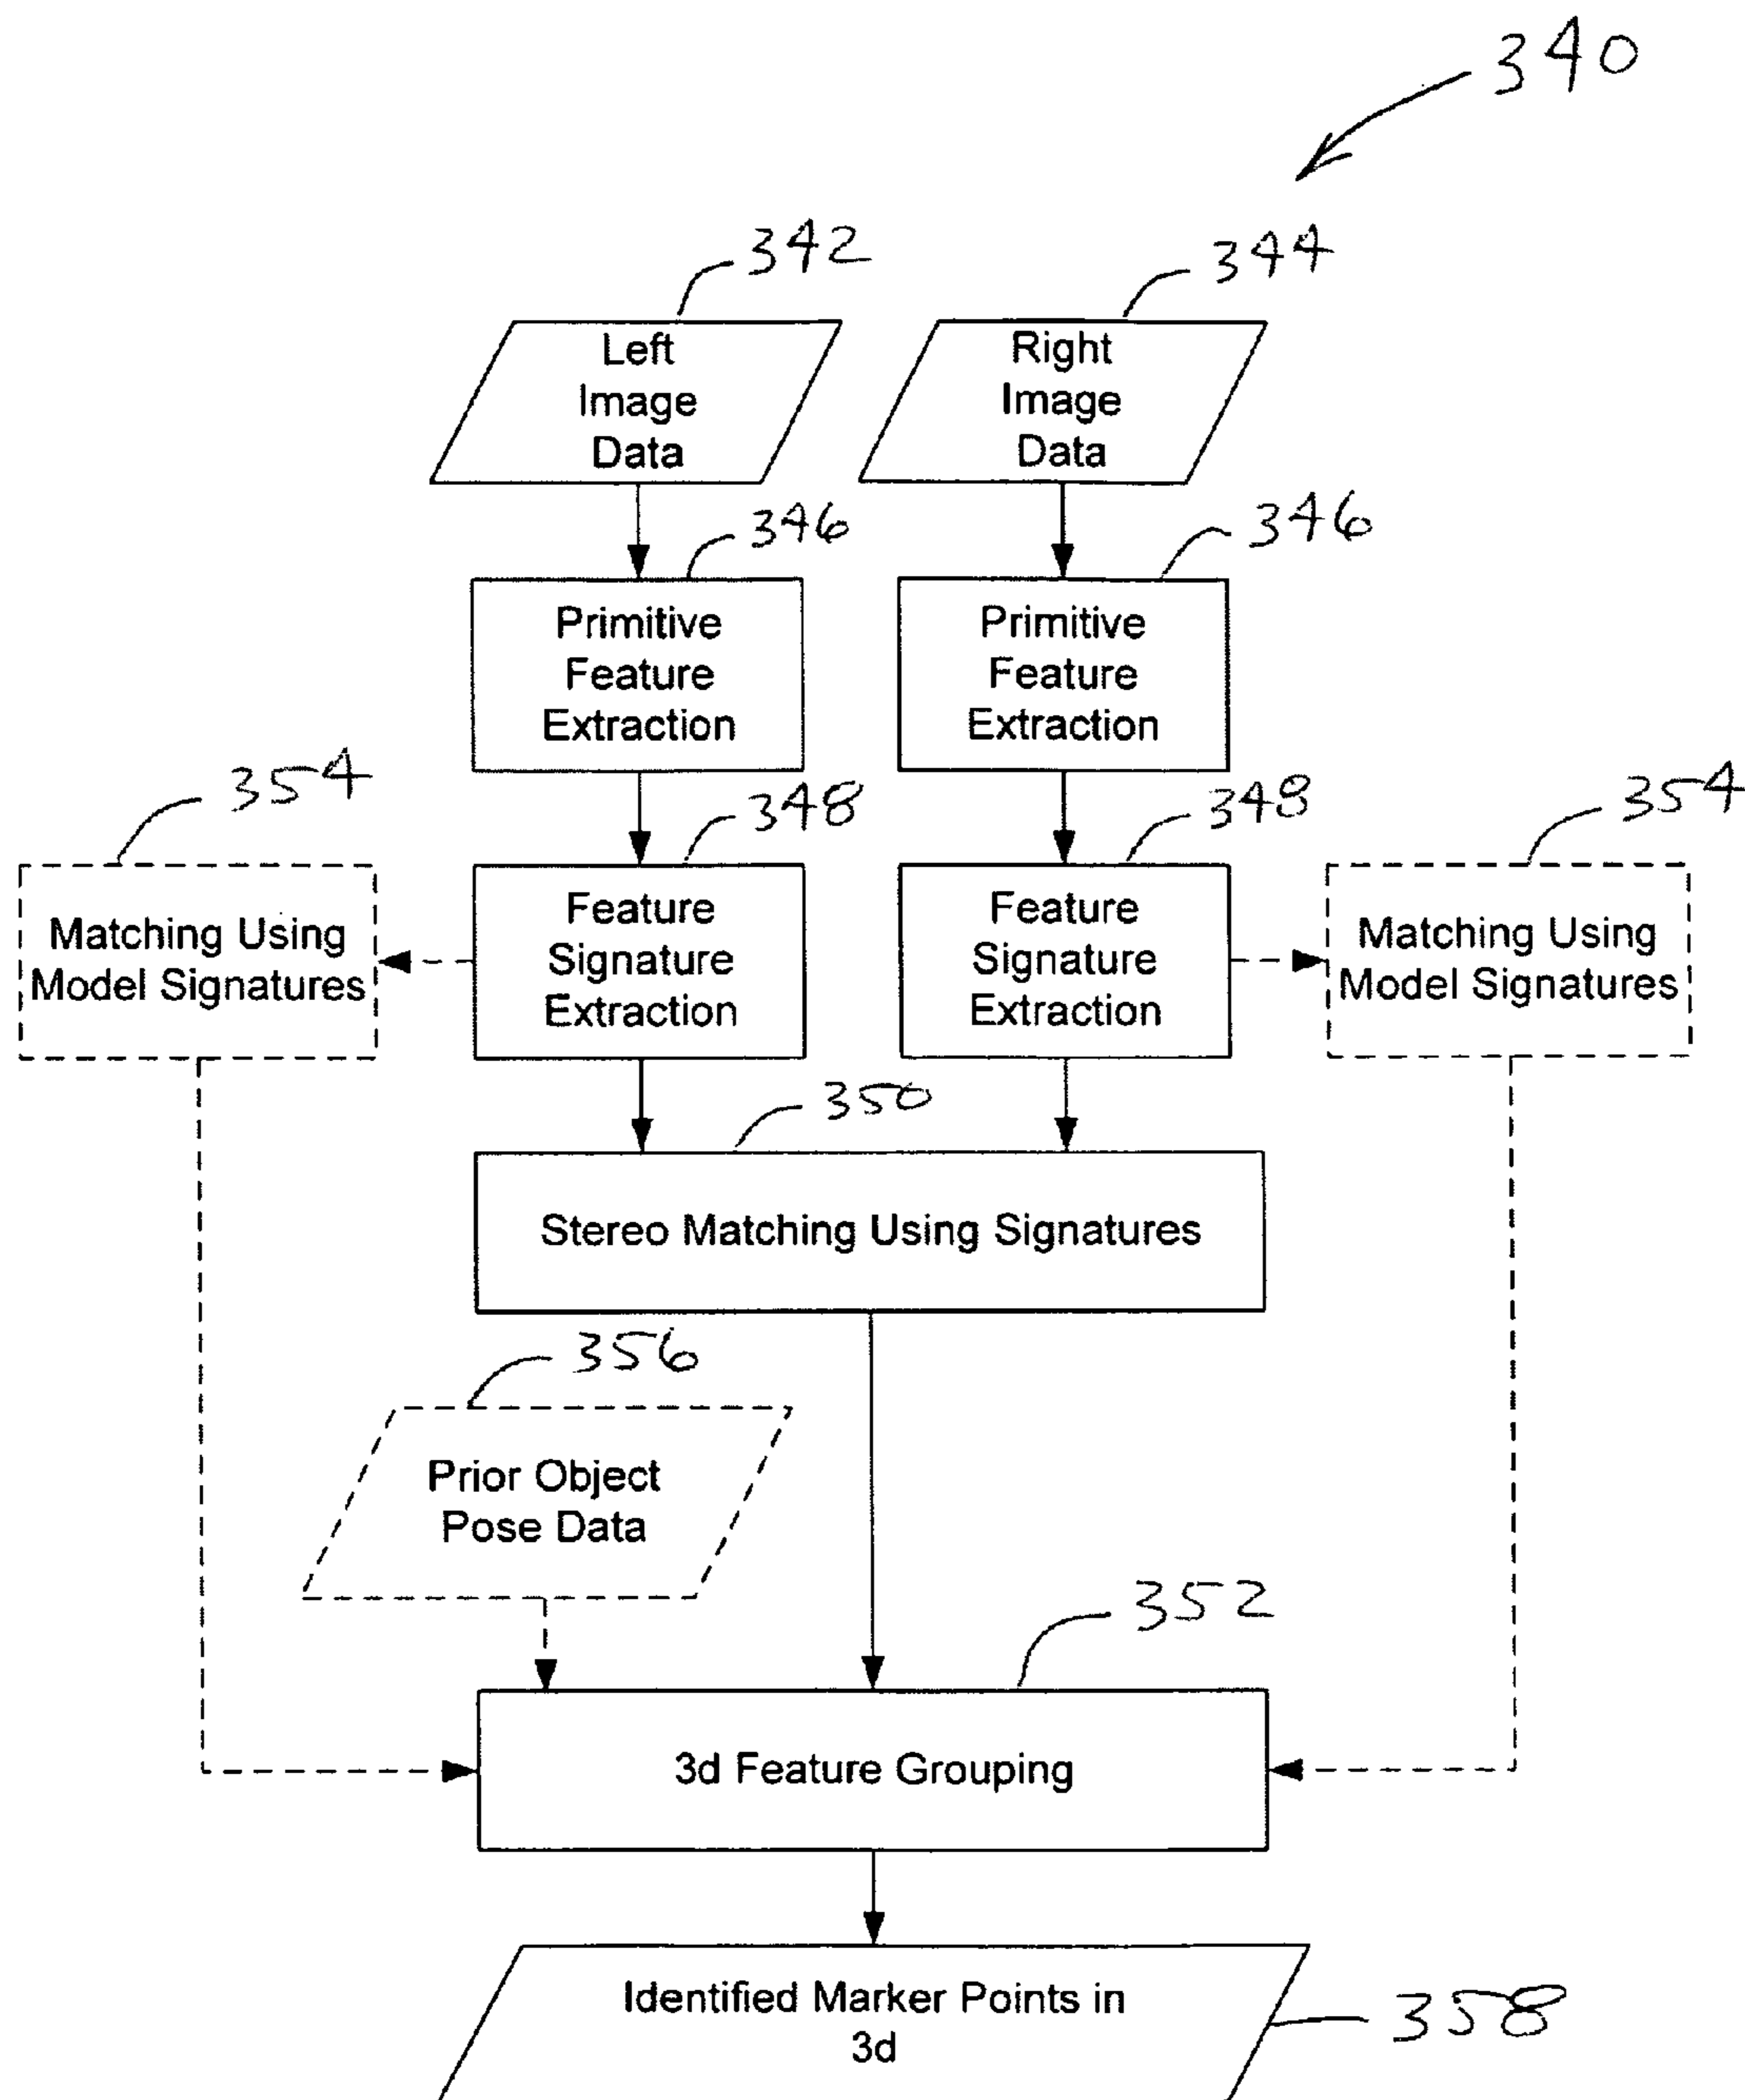 340
342
344
Left
Image
Data
Right
Image
Data
346
346
Primitive
Feature
Extraction
Primitive
Feature
Extraction
354
348
348
354
Matching Using
Model Signatures
Feature
Signature
Extraction
Feature
Signature
Extraction
Matching Using
Model Signatures
350
Stereo Matching Using Signatures
356
Prior Object
Pose Data
352
3d Feature Grouping
Identified Marker Points in
3d
358